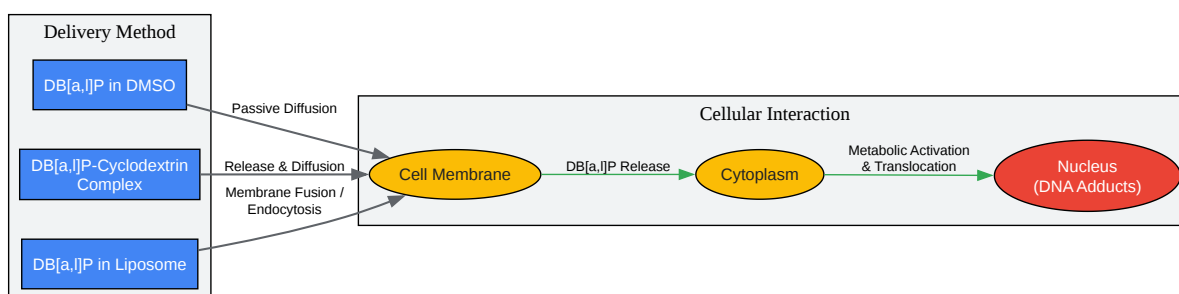 Delivery Method
DB[a,l]P in DMSO
DB[a,l]P-Cyclodextrin
Complex
DB[a,l]P in Liposome
Passive Diffusion
Release & Diffusion
Membrane Fusion /
Endocytosis
Cellular Interaction
Cell Membrane
DB[a,l]P Release
Cytoplasm
Metabolic Activation
& Translocation
Nucleus
(DNA Adducts)